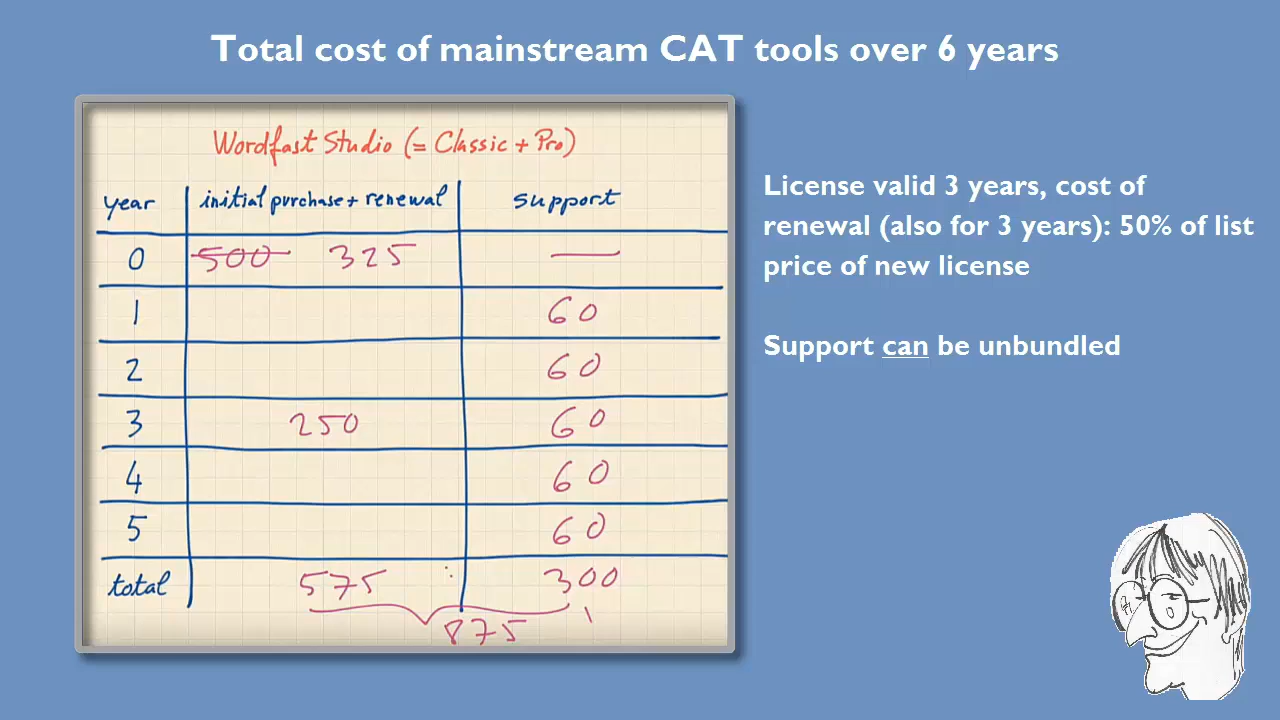 Total cost of mainstream CAT tools over 6 years
Wordfast Studio (= Classic + Pro)
year initial purchase + renewal support
0 500 325 —
1 60
2 60
3 250 60
4 60
5 60
total 575 300
875
License valid 3 years, cost of
renewal (also for 3 years): 50% of list
price of new license
Support can be unbundled